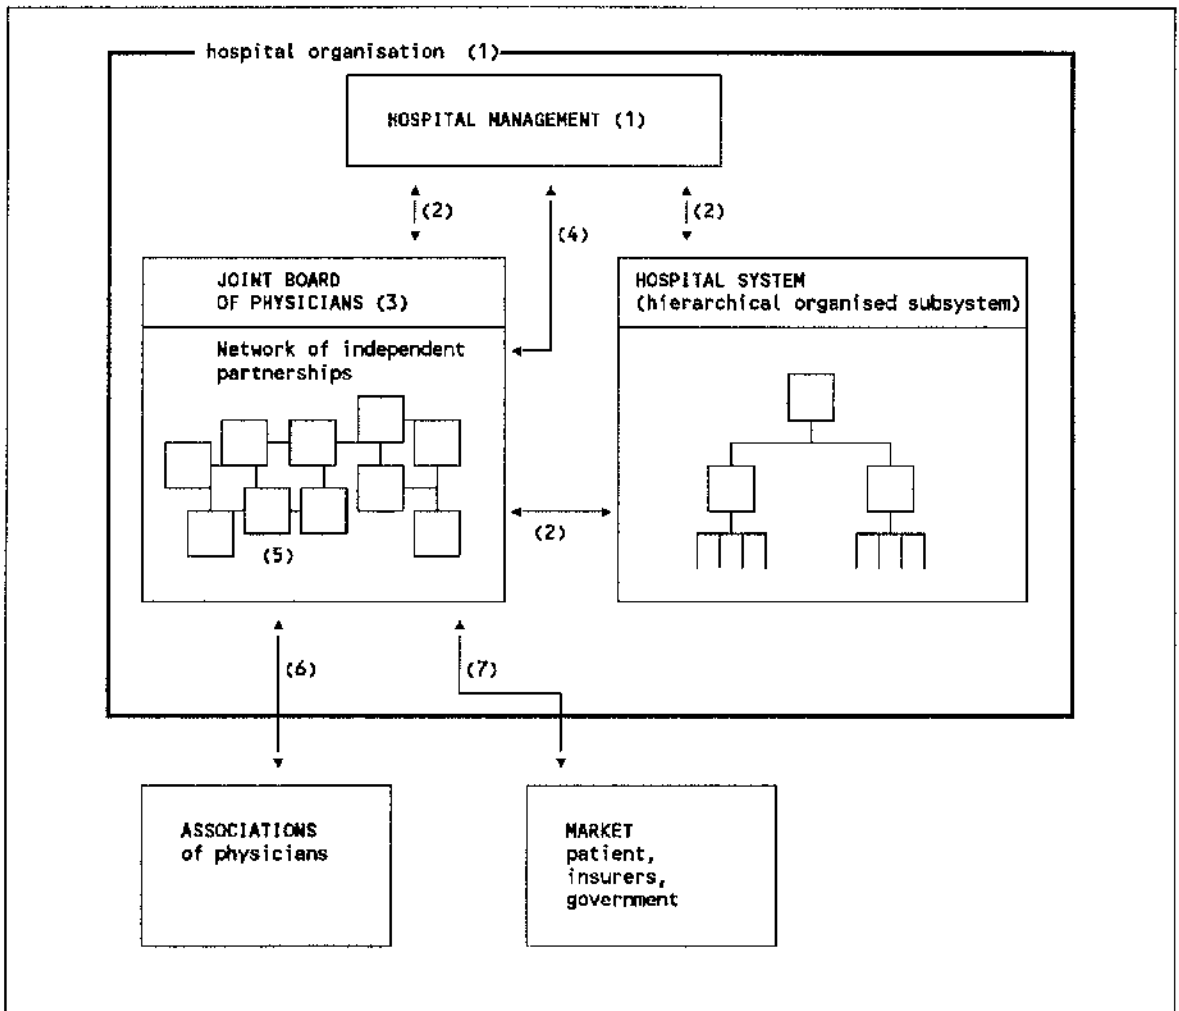 hospital organisation (1)
HOSPITAL MANAGEMENT (1)
(2)
(4)
(2)
JOINT BOARD
OF PHYSICIANS (3)
HOSPITAL SYSTEM
(hierarchical organised subsystem)
Network of independent
partnerships
(5)
(2)
(6)
(7)
ASSOCIATIONS
of physicians
MARKET
patient,
insurers,
government